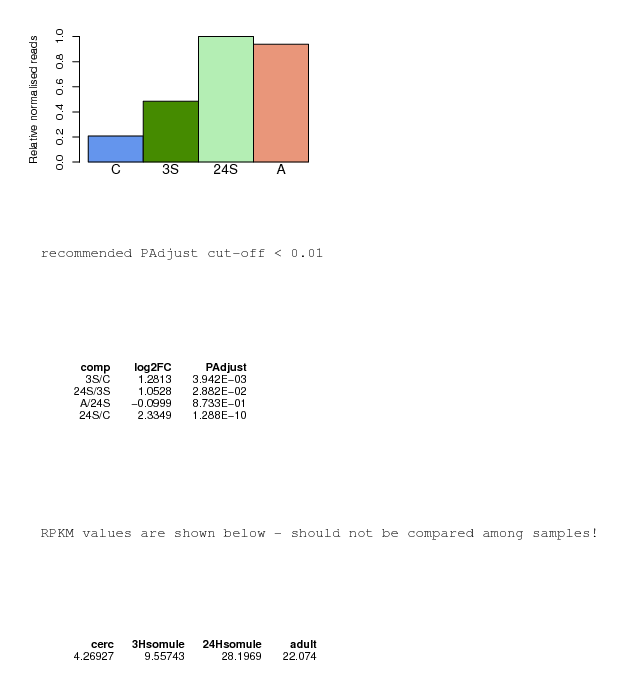 Relative normalised reads
1.0
0.8
0.6
0.4
0.2
0.0
C 3S 24S A
recommended PAdjust cut-off < 0.01
comp log2FC PAdjust
3S/C 1.2813 3.942E−03
24S/3S 1.0528 2.882E−02
A/24S −0.0999 8.733E−01
24S/C 2.3349 1.288E−10
RPKM values are shown below - should not be compared among samples!
cerc 3Hsomule 24Hsomule adult
4.26927 9.55743 28.1969 22.074